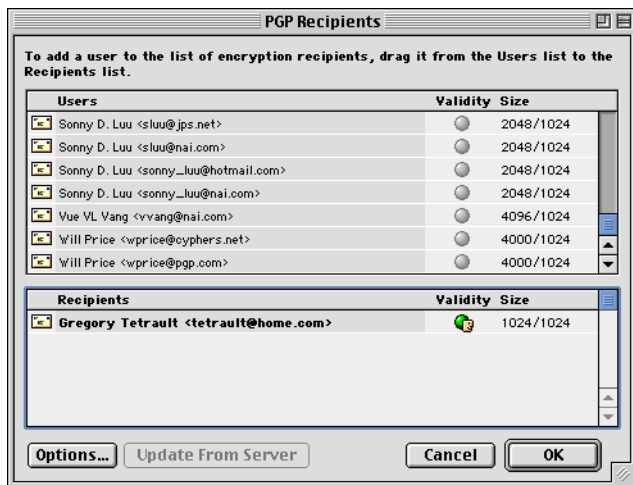 PGP Recipients
To add a user to the list of encryption recipients, drag it from the Users list to the
Recipients list.
Users Validity Size
Sonny D. Luu <sluu@jps.net> 2048/1024
Sonny D. Luu <sluu@nai.com> 2048/1024
Sonny D. Luu <sonny_luu@hotmail.com> 2048/1024
Sonny D. Luu <sonny_luu@nai.com> 2048/1024
Vue VL Vang <vvang@nai.com> 4096/1024
Will Price <wprice@cyphers.net> 4000/1024
Will Price <wprice@pgp.com> 4000/1024
Recipients Validity Size
Gregory Tetrault <tetrault@home.com> 1024/1024
Options... Update From Server Cancel OK